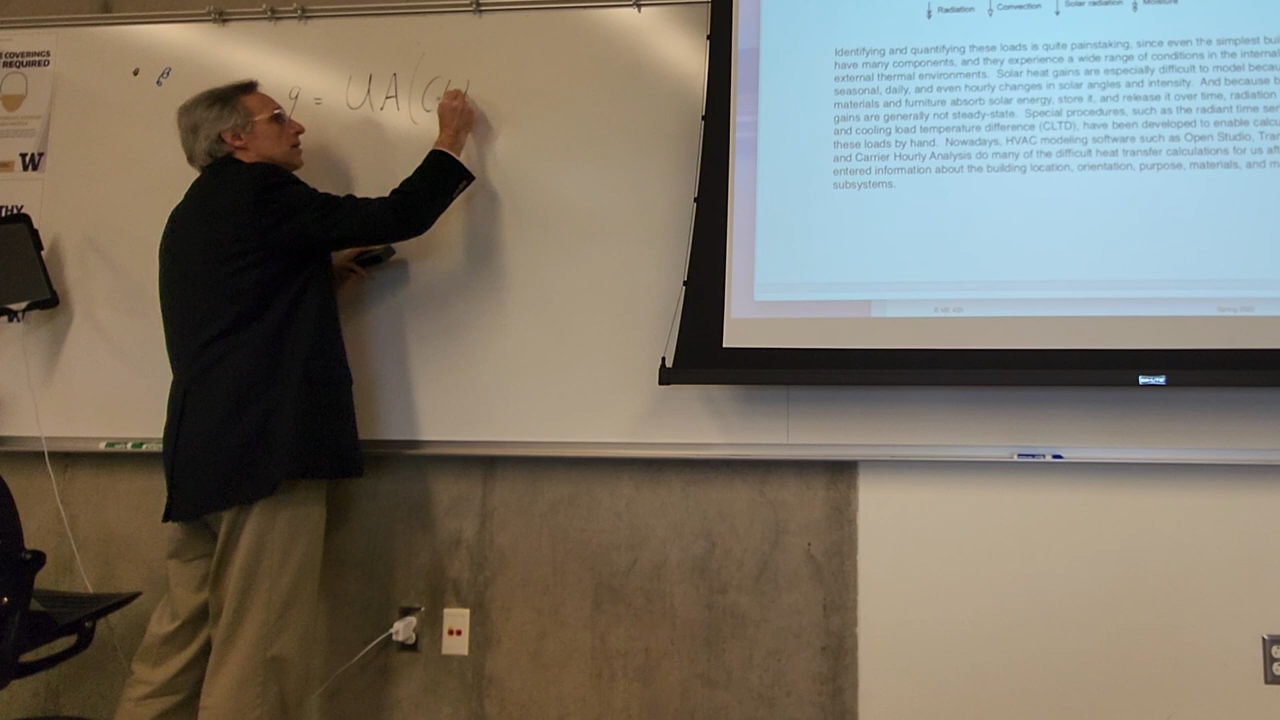 E COVERINGS
REQUIRED
W
THY
q = UA(
Radiation Convection Solar radiation Moisture
Identifying and quantifying these loads is quite painstaking, since even the simplest bui
have many components, and they experience a wide range of conditions in the internal
external thermal environments. Solar heat gains are especially difficult to model becau
seasonal, daily, and even hourly changes in solar angles and intensity. And because b
materials and furniture absorb solar energy, store it, and release it over time, radiation
gains are generally not steady-state. Special procedures, such as the radiant time ser
and cooling load temperature difference (CLTD), have been developed to enable calcu
these loads by hand. Nowadays, HVAC modeling software such as Open Studio, Tra
and Carrier Hourly Analysis do many of the difficult heat transfer calculations for us af
entered information about the building location, orientation, purpose, materials, and m
subsystems.